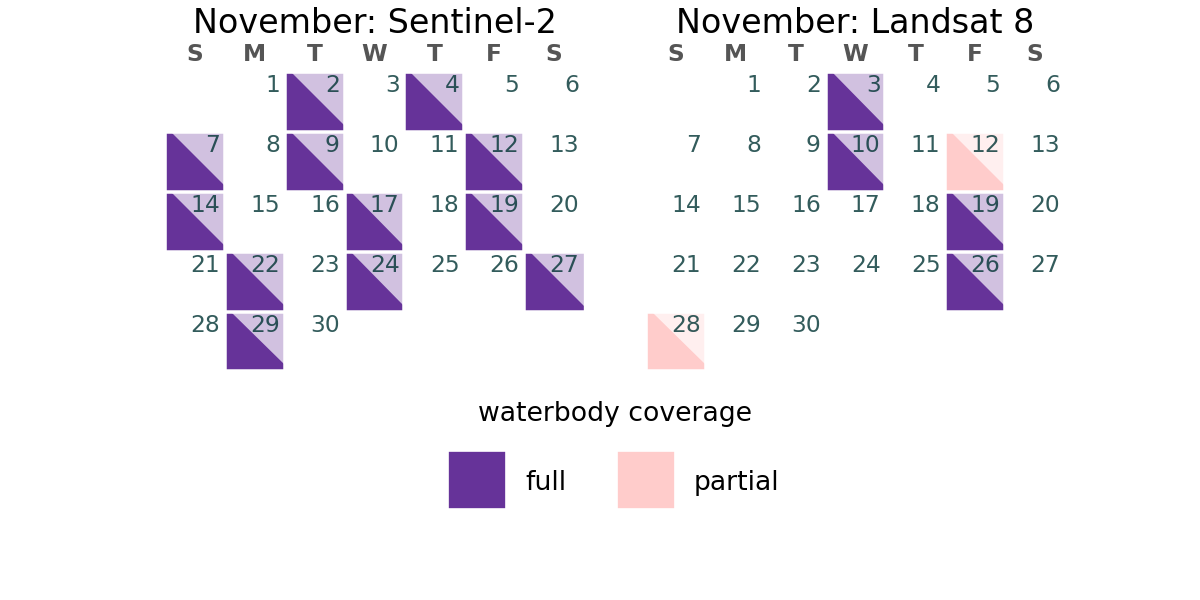 November: Sentinel-2
S M T W T F S
1 2 3 4 5 6
7 8 9 10 11 12 13
14 15 16 17 18 19 20
21 22 23 24 25 26 27
28 29 30
November: Landsat 8
S M T W T F S
1 2 3 4 5 6
7 8 9 10 11 12 13
14 15 16 17 18 19 20
21 22 23 24 25 26 27
28 29 30
waterbody coverage
full partial